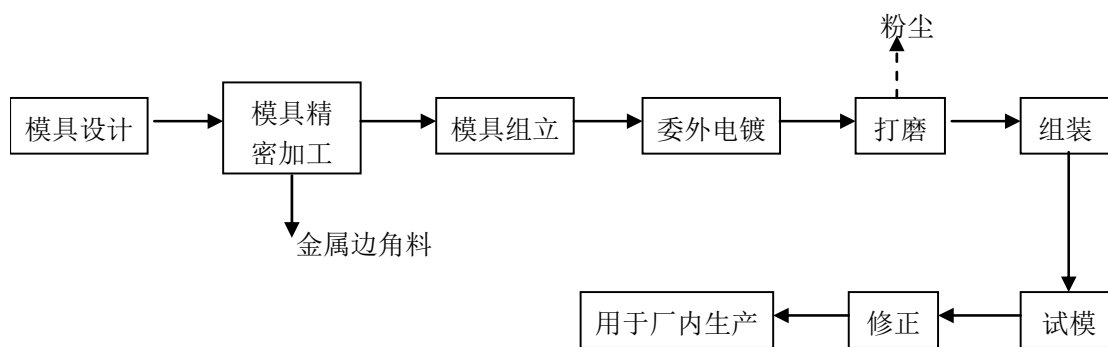 粉尘
模具设计
模具精
密加工
模具组立
委外电镀
打磨
组装
金属边角料
用于厂内生产
修正
试模